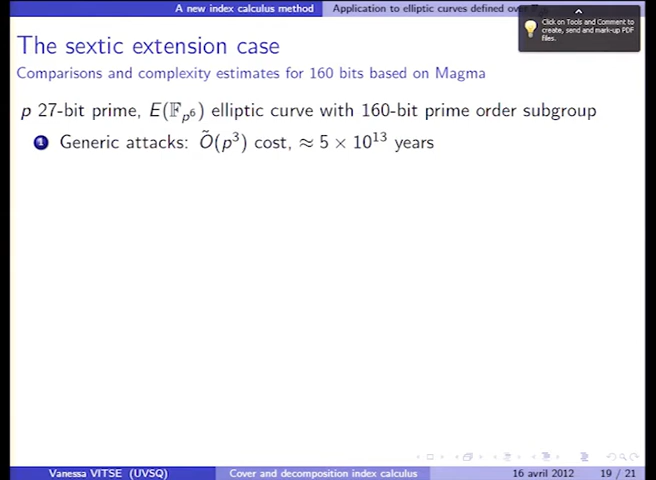 A new index calculus method
Application to elliptic curves defined over
Click on Tools and Comment to
create, send and mark-up PDF
files.
The sextic extension case
Comparisons and complexity estimates for 160 bits based on Magma
p 27-bit prime, E(𝔽_{p^6}) elliptic curve with 160-bit prime order subgroup
1 Generic attacks: Õ(p³) cost, ≈ 5 × 10¹³ years
Vanessa VITSE (UVSQ)
Cover and decomposition index calculus
16 avril 2012
19 / 21